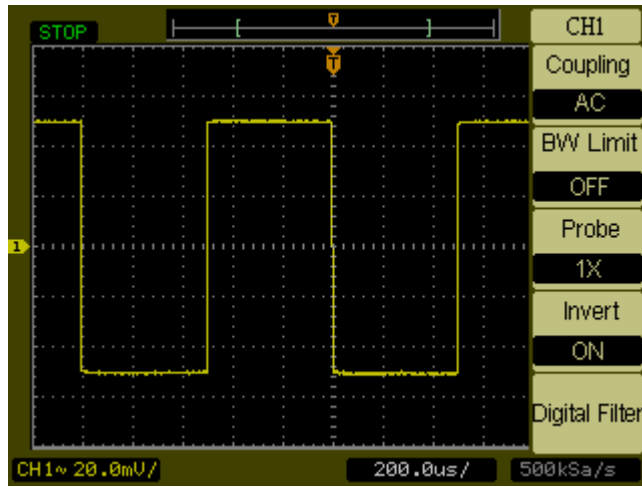 STOP
T
T
CH1
Coupling
AC
BW Limit
OFF
Probe
1X
Invert
ON
Digital Filter
1
CH1~ 20.0mV/
200.0us/
500kSa/s